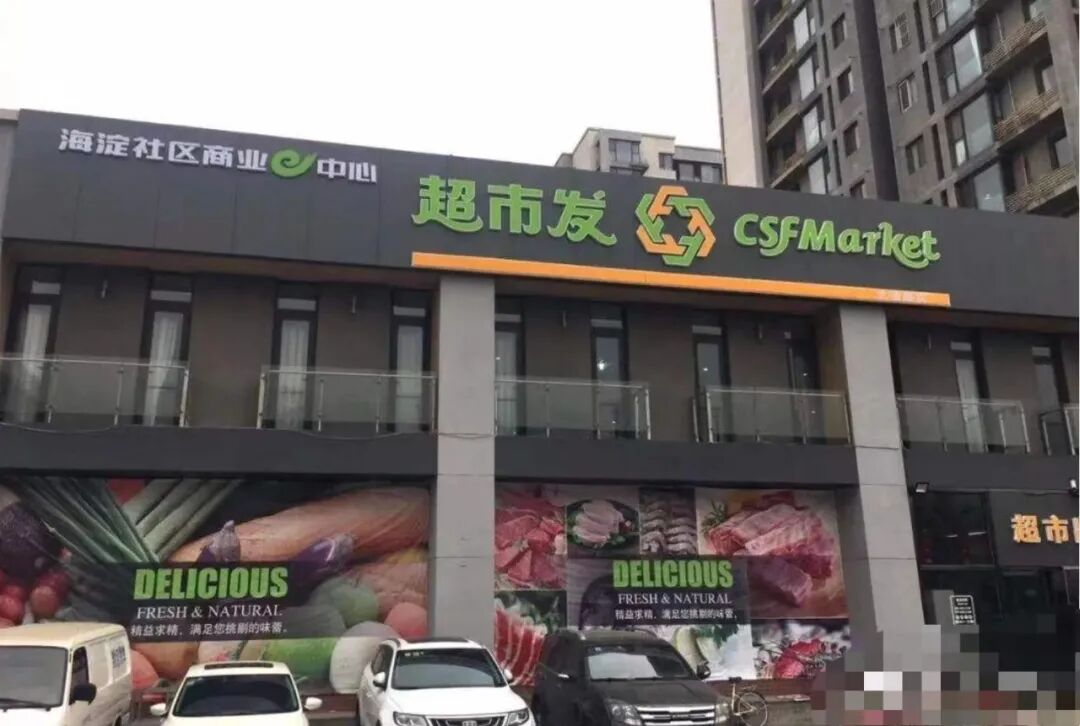 海淀社区商业e中心
超市发 CSFMarket
超市
DELICIOUS
FRESH & NATURAL
精益求精，满足您挑剔的味蕾。
DELICIOUS
FRESH & NATURAL
精益求精，满足您挑剔的味蕾。